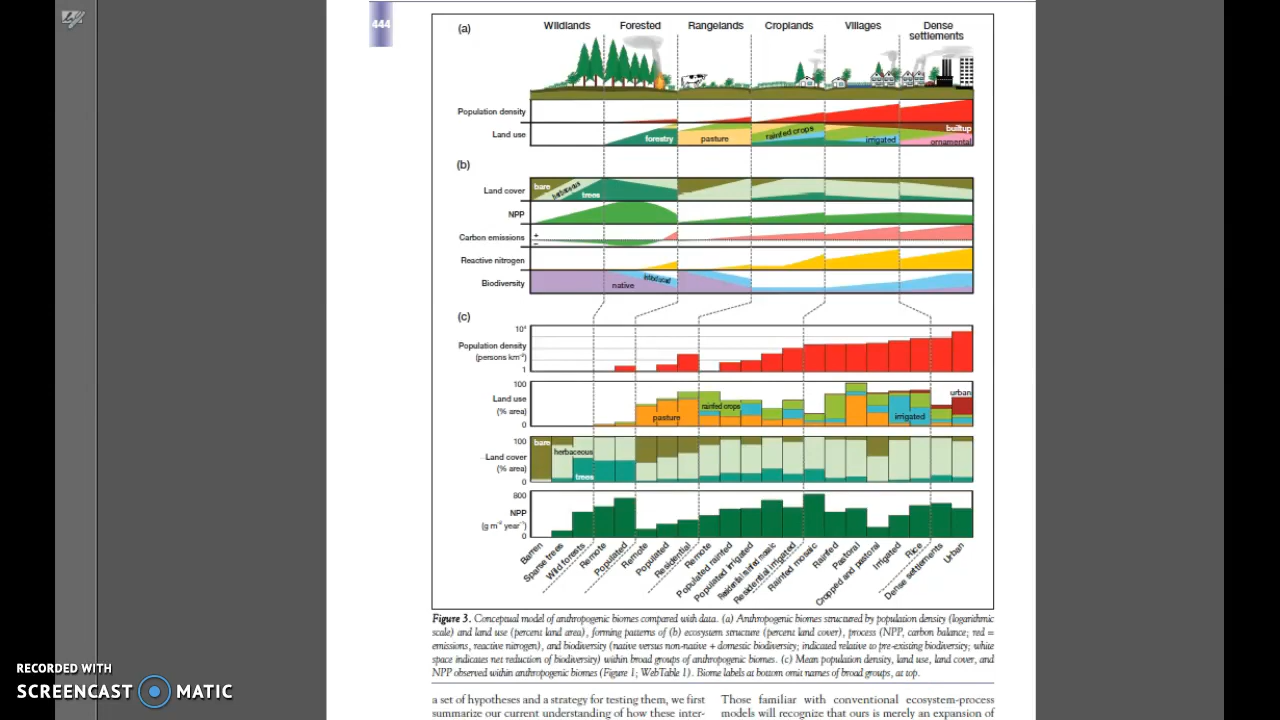 444
Wildlands Forested Rangelands Croplands Villages Dense settlements
(a)
Population density
Land use
forestry pasture rainfed crops irrigated builtup ornamental
(b)
Land cover
bare herbaceous trees
NPP
Carbon emissions
+
–
Reactive nitrogen
Biodiversity
native
(c)
Population density
(persons km⁻²)
10⁴
1
Land use
(% area)
100
0
pasture rainfed crops irrigated urban
Land cover
(% area)
100
0
bare herbaceous trees
NPP
(g m⁻² year⁻¹)
800
0
Barren
Sparse trees
Wild forests
Remote
Populated
Remote
Populated
Residential
Remote
Populated rainfed
Populated irrigated
Residential rainfed mosaic
Residential irrigated
Rainfed mosaic
Rainfed
Pastoral
Cropped and pastoral
Irrigated
Rice
Dense settlements
Urban
Figure 3. Conceptual model of anthropogenic biomes compared with data. (a) Anthropogenic biomes structured by population density (logarithmic
scale) and land use (percent land area), forming patterns of (b) ecosystem structure (percent land cover), process (NPP, carbon balance; red =
emissions, reactive nitrogen), and biodiversity (native versus non-native + domestic biodiversity; indicated relative to pre-existing biodiversity; white
space indicates net reduction of biodiversity) within broad groups of anthropogenic biomes. (c) Mean population density, land use, land cover, and
NPP observed within anthropogenic biomes (Figure 1; WebTable 1). Biome labels at bottom omit names of broad groups, at top.
a set of hypotheses and a strategy for testing them, we first
summarize our current understanding of how these inter-
Those familiar with conventional ecosystem-process
models will recognize that ours is merely an expansion of
RECORDED WITH
SCREENCAST MATIC